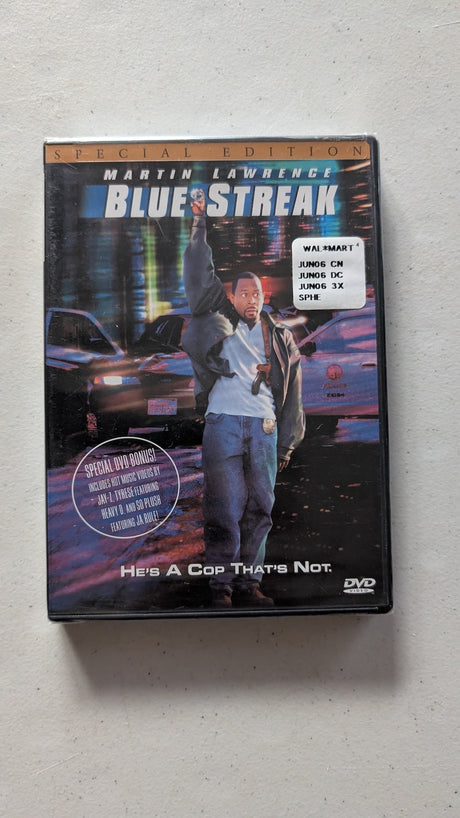 SPECIAL EDITION
MARTIN LAWRENCE
BLUE STREAK
WAL*MART 4
JUN06 CN
JUN06 DC
JUN06 3X
SPHE
SPECIAL DVD BONUS!
INCLUDES HOT MUSIC VIDEOS BY
JAY-Z, TYRESE FEATURING
HEAVY D, AND SO PLUSH
FEATURING JA RULE!
HE'S A COP THAT'S NOT.
DVD
VIDEO